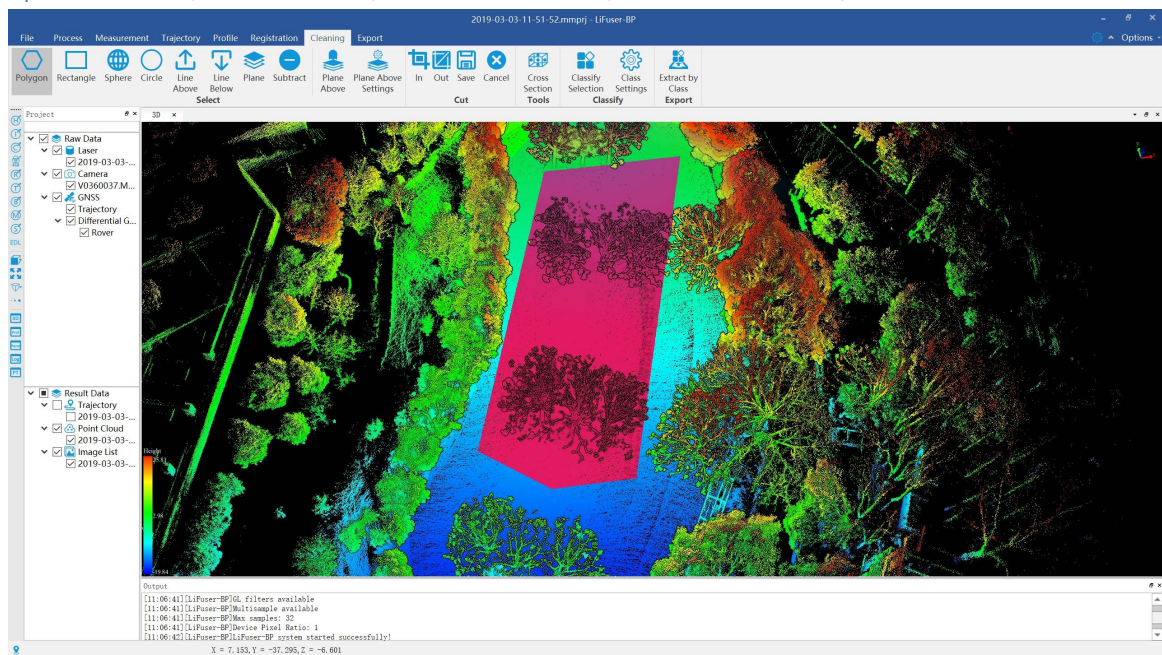 2019-03-03-11-51-52.mmprj - LiFuser-BP
File Process Measurement Trajectory Profile Registration Cleaning Export Options
Polygon Rectangle Sphere Circle Line Above Line Below Plane Subtract Plane Above Plane Above Settings In Out Save Cancel Cross Section Classify Selection Class Settings Extract by Class
Select Cut Tools Classify Export
Project
3D
Raw Data
Laser
2019-03-03-...
Camera
V0360037.M...
GNSS
Trajectory
Differential G...
Rover
EDL
Result Data
Trajectory
2019-03-03-...
Point Cloud
2019-03-03-...
Image List
2019-03-03-...
Height
Output
[11:06:41][LiFuser-BP]GL filters available
[11:06:41][LiFuser-BP]Multisample available
[11:06:41][LiFuser-BP]Max samples: 32
[11:06:41][LiFuser-BP]Device Pixel Ratio: 1
[11:06:42][LiFuser-BP]LiFuser-BP system started successfully!
X = 7.153,Y = -37.295,Z = -6.601